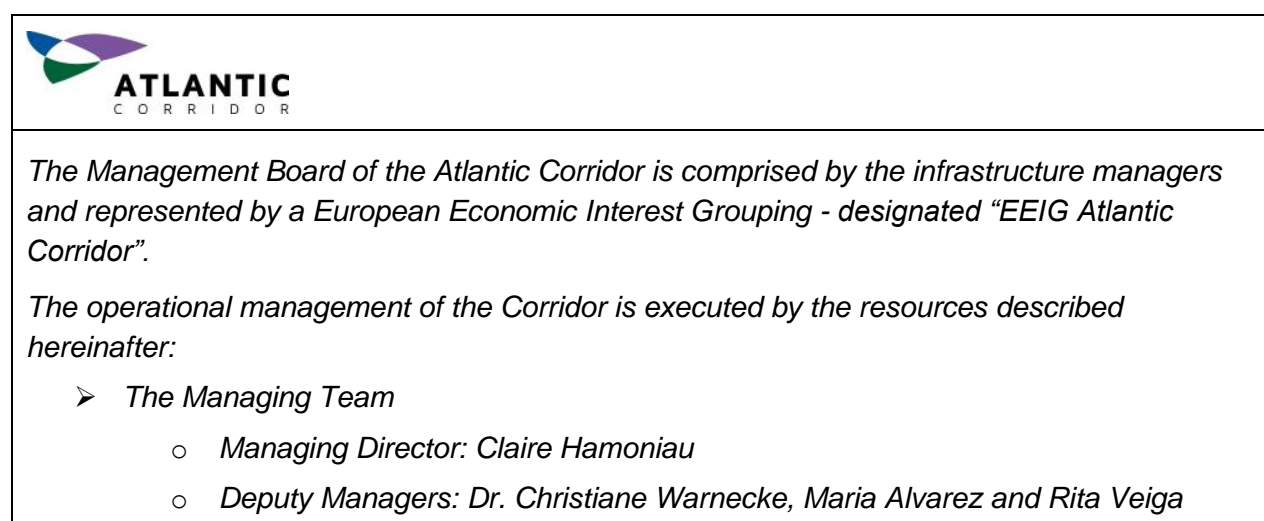 ATLANTIC
CORRIDOR
The Management Board of the Atlantic Corridor is comprised by the infrastructure managers
and represented by a European Economic Interest Grouping - designated “EEIG Atlantic
Corridor”.
The operational management of the Corridor is executed by the resources described
hereinafter:
➢ The Managing Team
o Managing Director: Claire Hamoniau
o Deputy Managers: Dr. Christiane Warnecke, Maria Alvarez and Rita Veiga